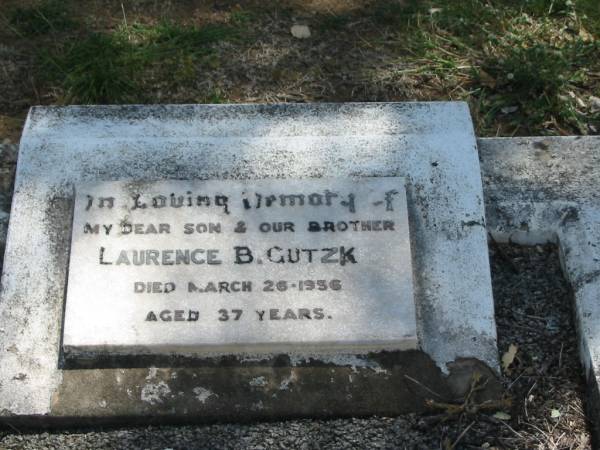 In Loving Memory of
MY DEAR SON & OUR BROTHER
LAURENCE B. GUTZK
DIED MARCH 26·1956
AGED 37 YEARS.